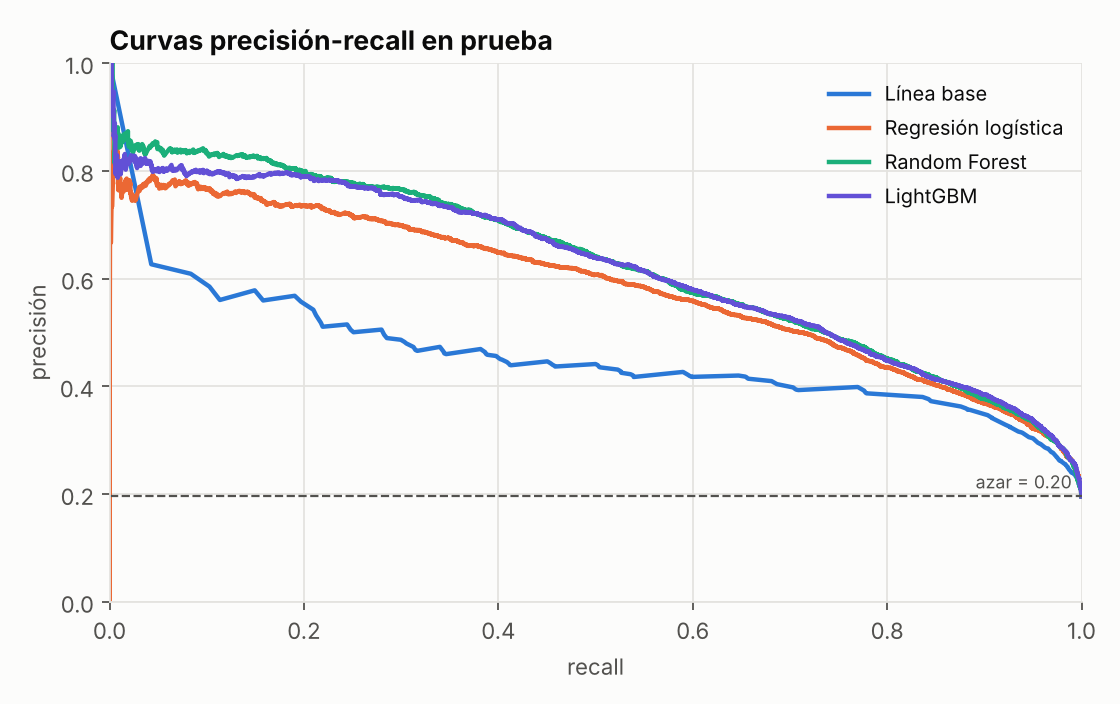 Curvas precisión-recall en prueba
1.0
0.8
0.6
0.4
0.2
0.0
precisión
Línea base
Regresión logística
Random Forest
LightGBM
azar = 0.20
0.0
0.2
0.4
0.6
0.8
1.0
recall